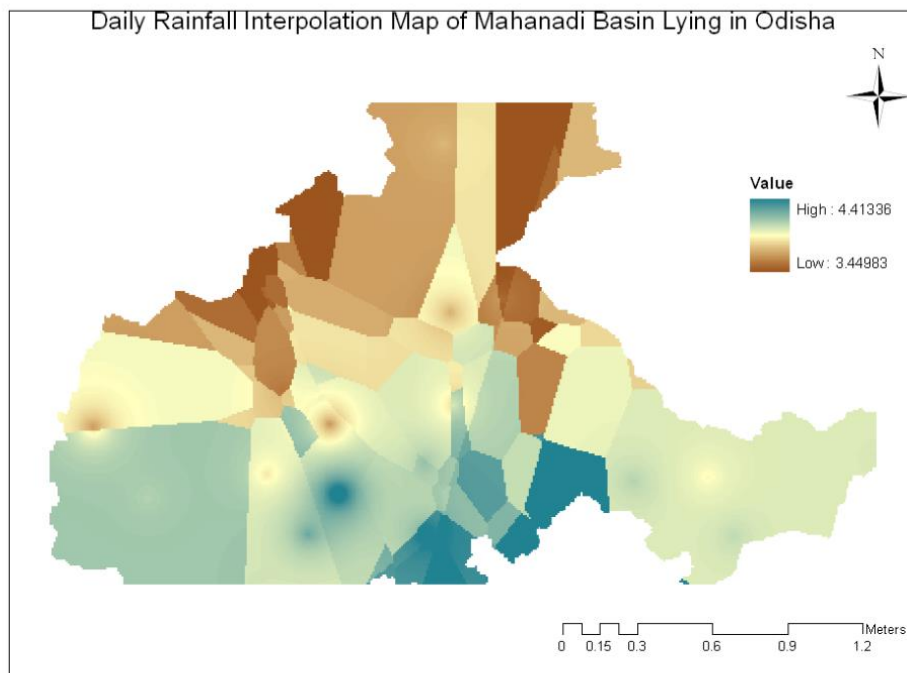 Daily Rainfall Interpolation Map of Mahanadi Basin Lying in Odisha
N
Value
High : 4.41336
Low : 3.44983
Meters
0 0.15 0.3 0.6 0.9 1.2